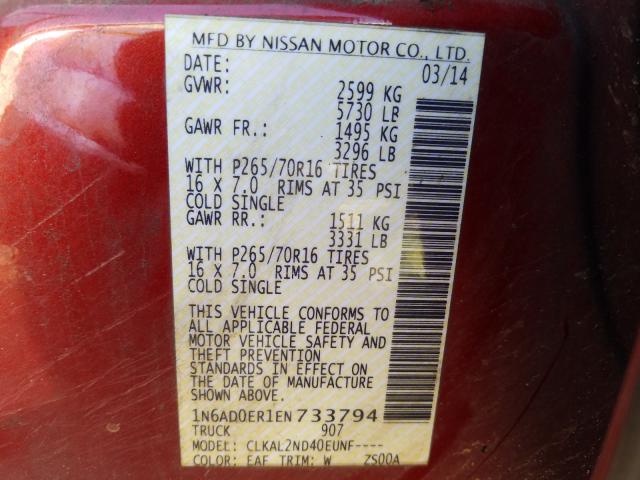 MFD BY NISSAN MOTOR CO., LTD.
DATE: 03/14
GVWR: 2599 KG
5730 LB
GAWR FR.: 1495 KG
3296 LB
WITH P265/70R16 TIRES
16 X 7.0 RIMS AT 35 PSI
COLD SINGLE
GAWR RR.: 1511 KG
3331 LB
WITH P265/70R16 TIRES
16 X 7.0 RIMS AT 35 PSI
COLD SINGLE
THIS VEHICLE CONFORMS TO
ALL APPLICABLE FEDERAL
MOTOR VEHICLE SAFETY AND
THEFT PREVENTION
STANDARDS IN EFFECT ON
THE DATE OF MANUFACTURE
SHOWN ABOVE.
1N6AD0ER1EN733794
TRUCK 907
MODEL: CLKAL2ND40EUNF----
COLOR: EAF TRIM: W ZS00A